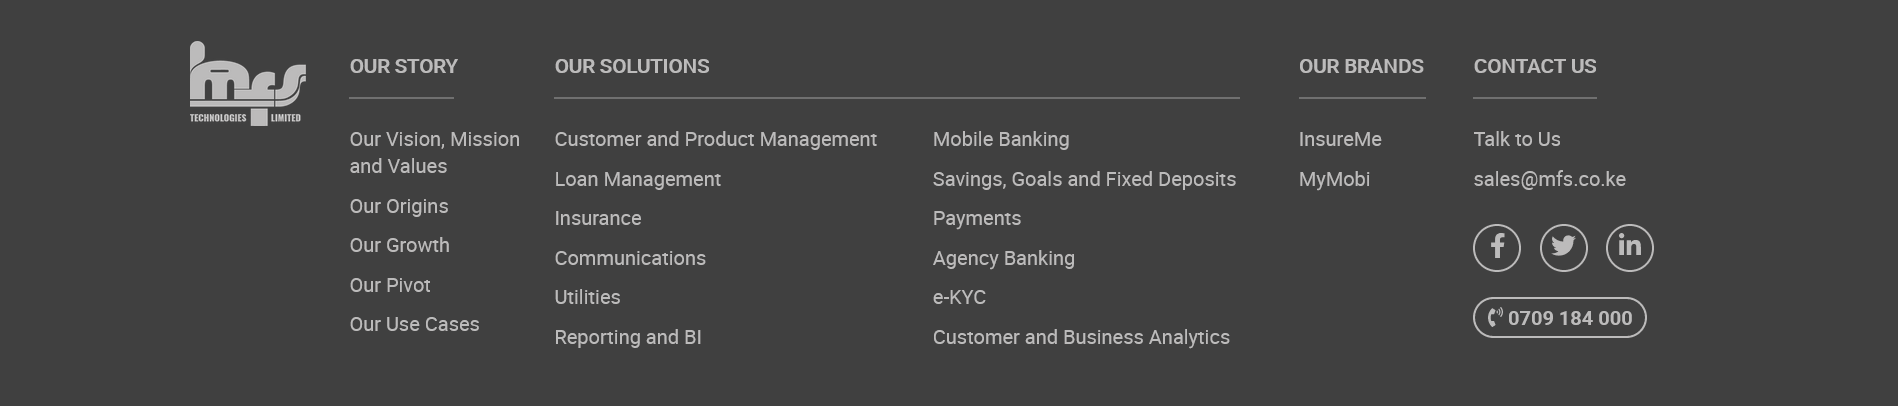 mfs
TECHNOLOGIES LIMITED
OUR STORY
Our Vision, Mission
and Values
Our Origins
Our Growth
Our Pivot
Our Use Cases
OUR SOLUTIONS
Customer and Product Management
Loan Management
Insurance
Communications
Utilities
Reporting and BI
Mobile Banking
Savings, Goals and Fixed Deposits
Payments
Agency Banking
e-KYC
Customer and Business Analytics
OUR BRANDS
InsureMe
MyMobi
CONTACT US
Talk to Us
sales@mfs.co.ke
0709 184 000